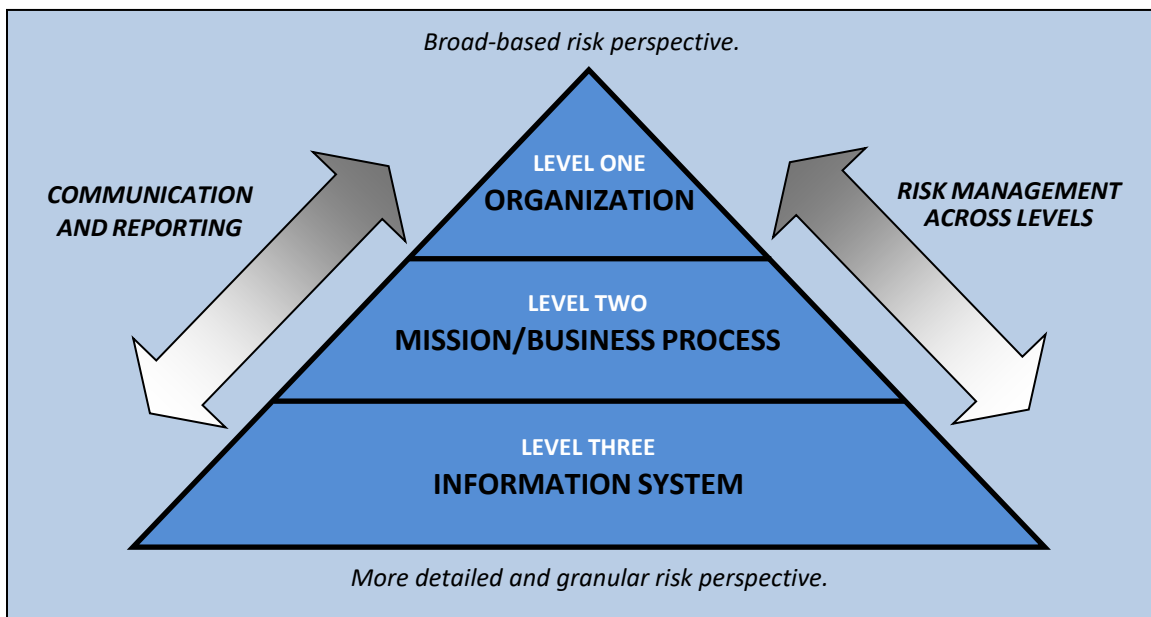 Broad-based risk perspective.
COMMUNICATION
AND REPORTING
LEVEL ONE
ORGANIZATION
RISK MANAGEMENT
ACROSS LEVELS
LEVEL TWO
MISSION/BUSINESS PROCESS
LEVEL THREE
INFORMATION SYSTEM
More detailed and granular risk perspective.